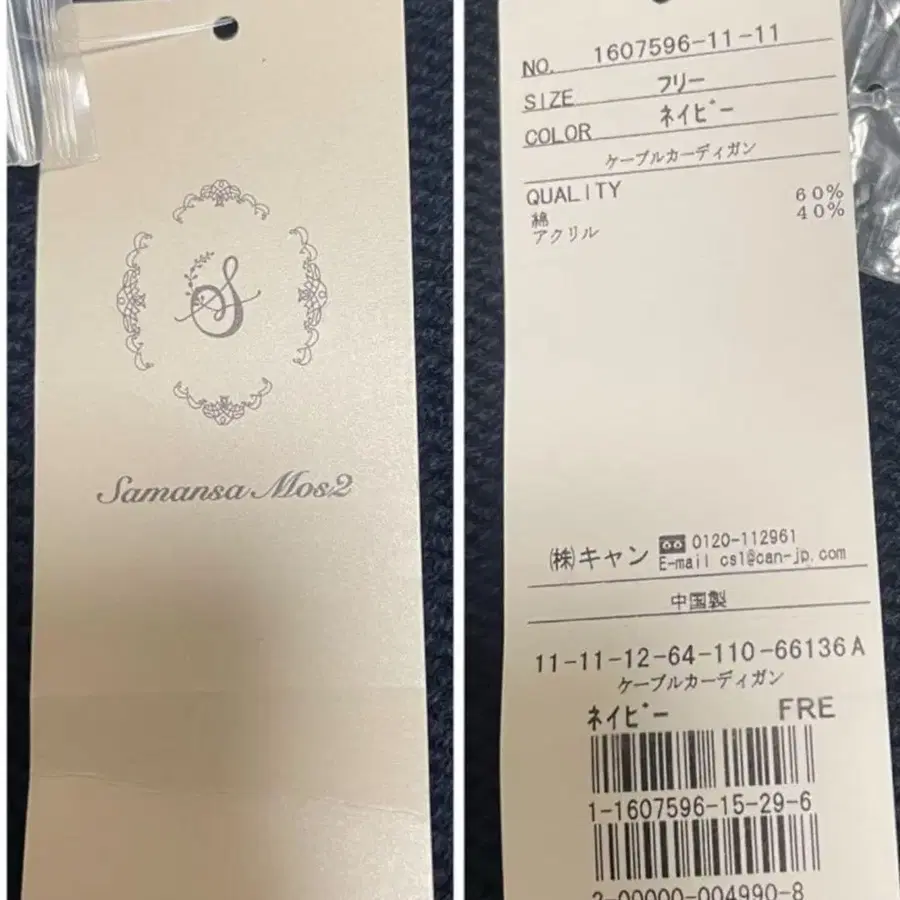 Samansa Mos2
NO. 1607596-11-11
SIZE フリー
COLOR ネイビー
ケーブルカーディガン
QUALITY
綿 60%
アクリル 40%
㈱キャン 0120-112961
E-mail cs1@can-jp.com
中国製
11-11-12-64-110-66136A
ケーブルカーディガン
ネイビー FRE
1-1607596-15-29-6
2-00000-004990-8